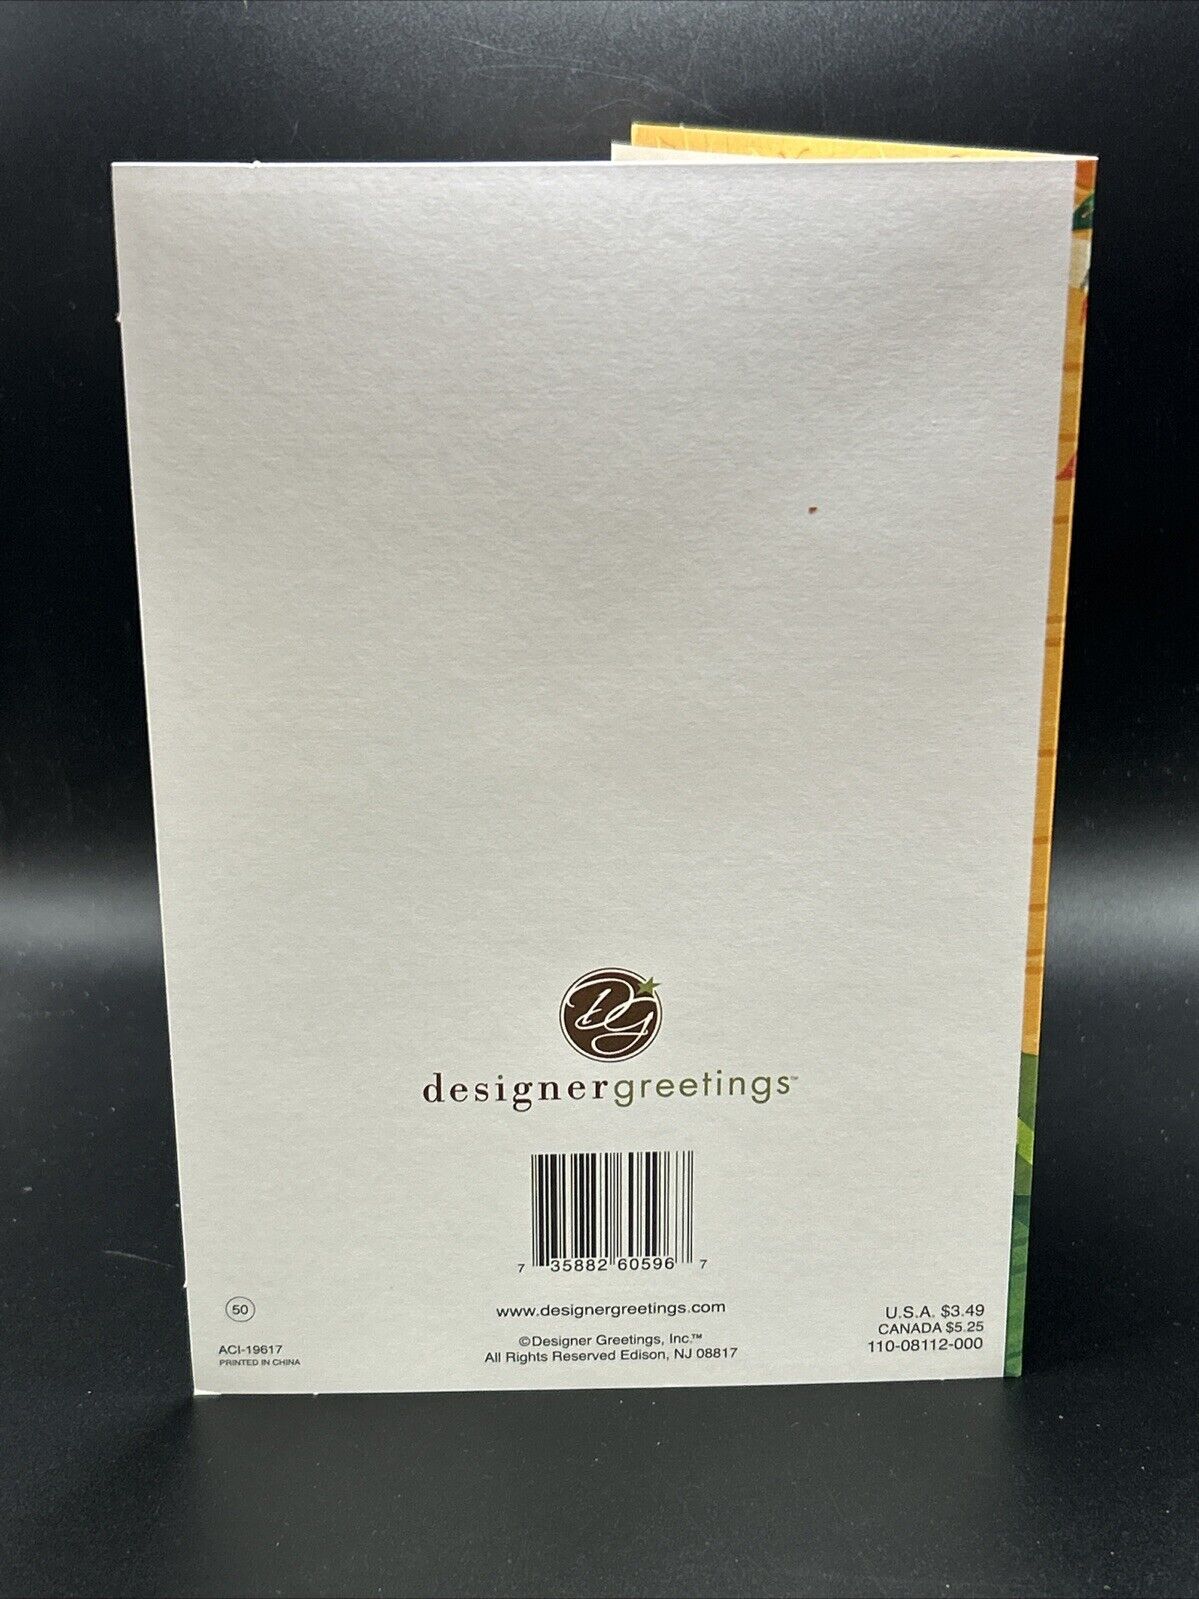 DG
designergreetings™
7 35882 60596 7
www.designergreetings.com
©Designer Greetings, Inc.™
All Rights Reserved Edison, NJ 08817
50
ACI-19617
PRINTED IN CHINA
U.S.A. $3.49
CANADA $5.25
110-08112-000